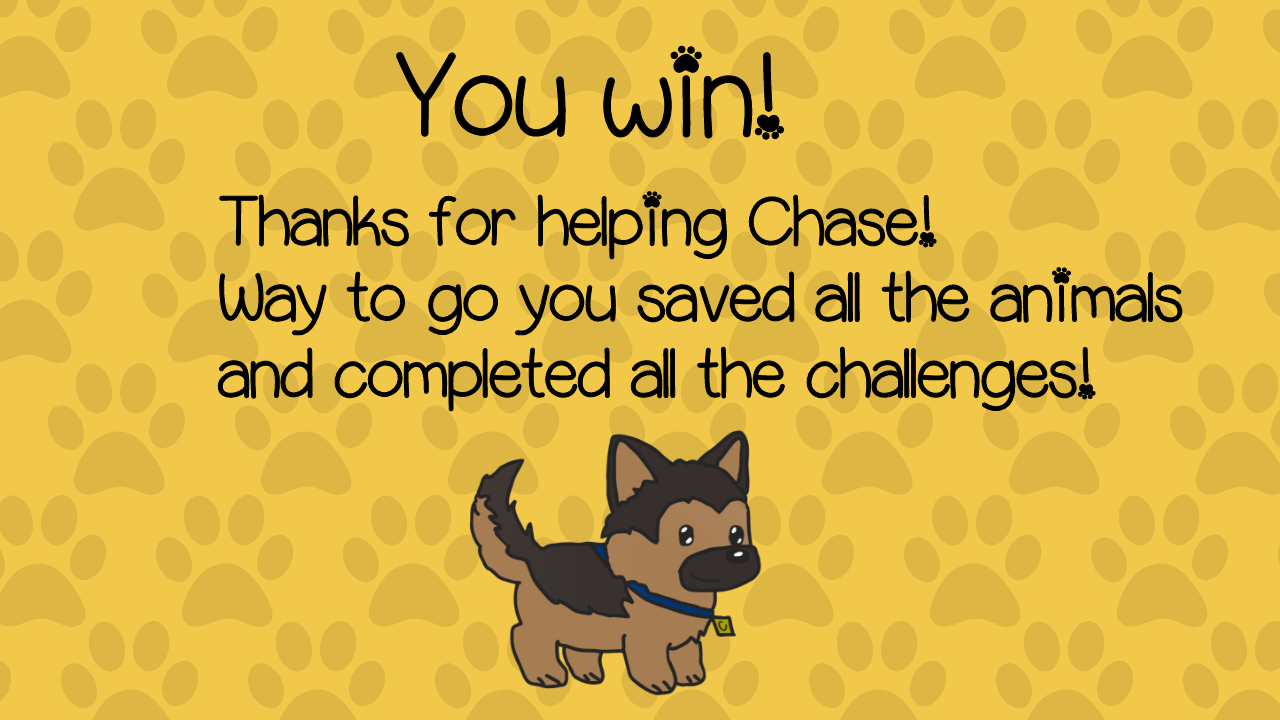 You win!
Thanks for helping Chase!
Way to go you saved all the animals
and completed all the challenges!
C